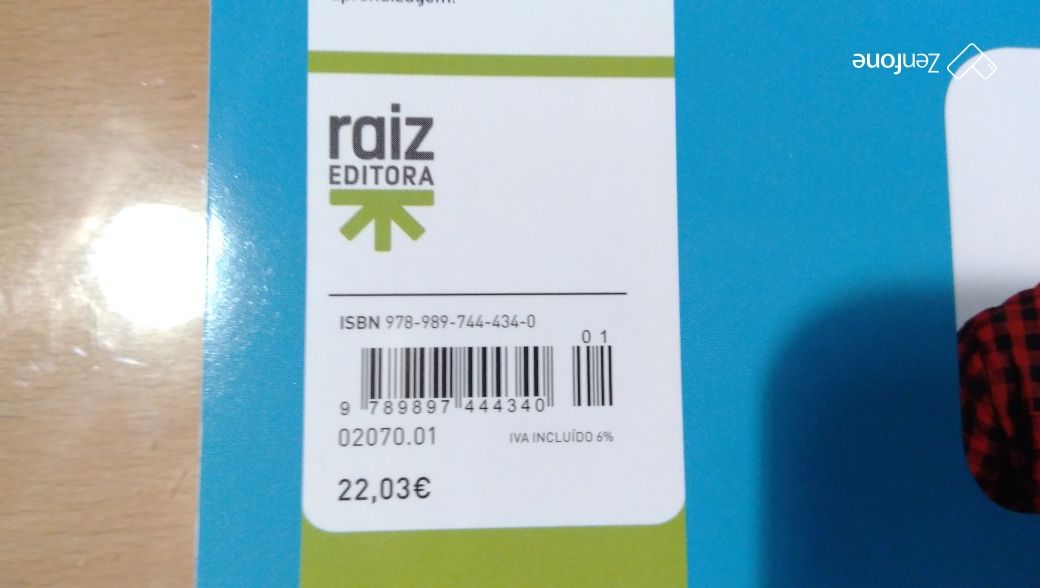 aprendizagem.
raiz
EDITORA
ISBN 978-989-744-434-0
01
9 789897 444340
02070.01
IVA INCLUÍDO 6%
22,03€
Zenfone